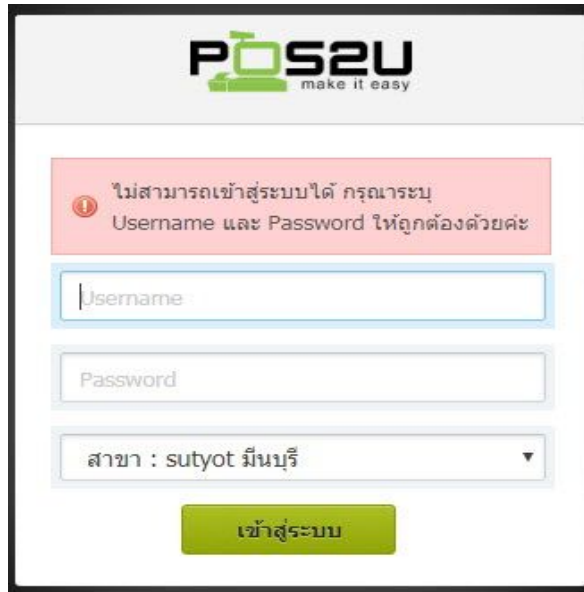 POS2U
make it easy
ไม่สามารถเข้าสู่ระบบได้ กรุณาระบุ
Username และ Password ให้ถูกต้องด้วยค่ะ
Username
Password
สาขา : sutyot มีนบุรี
เข้าสู่ระบบ